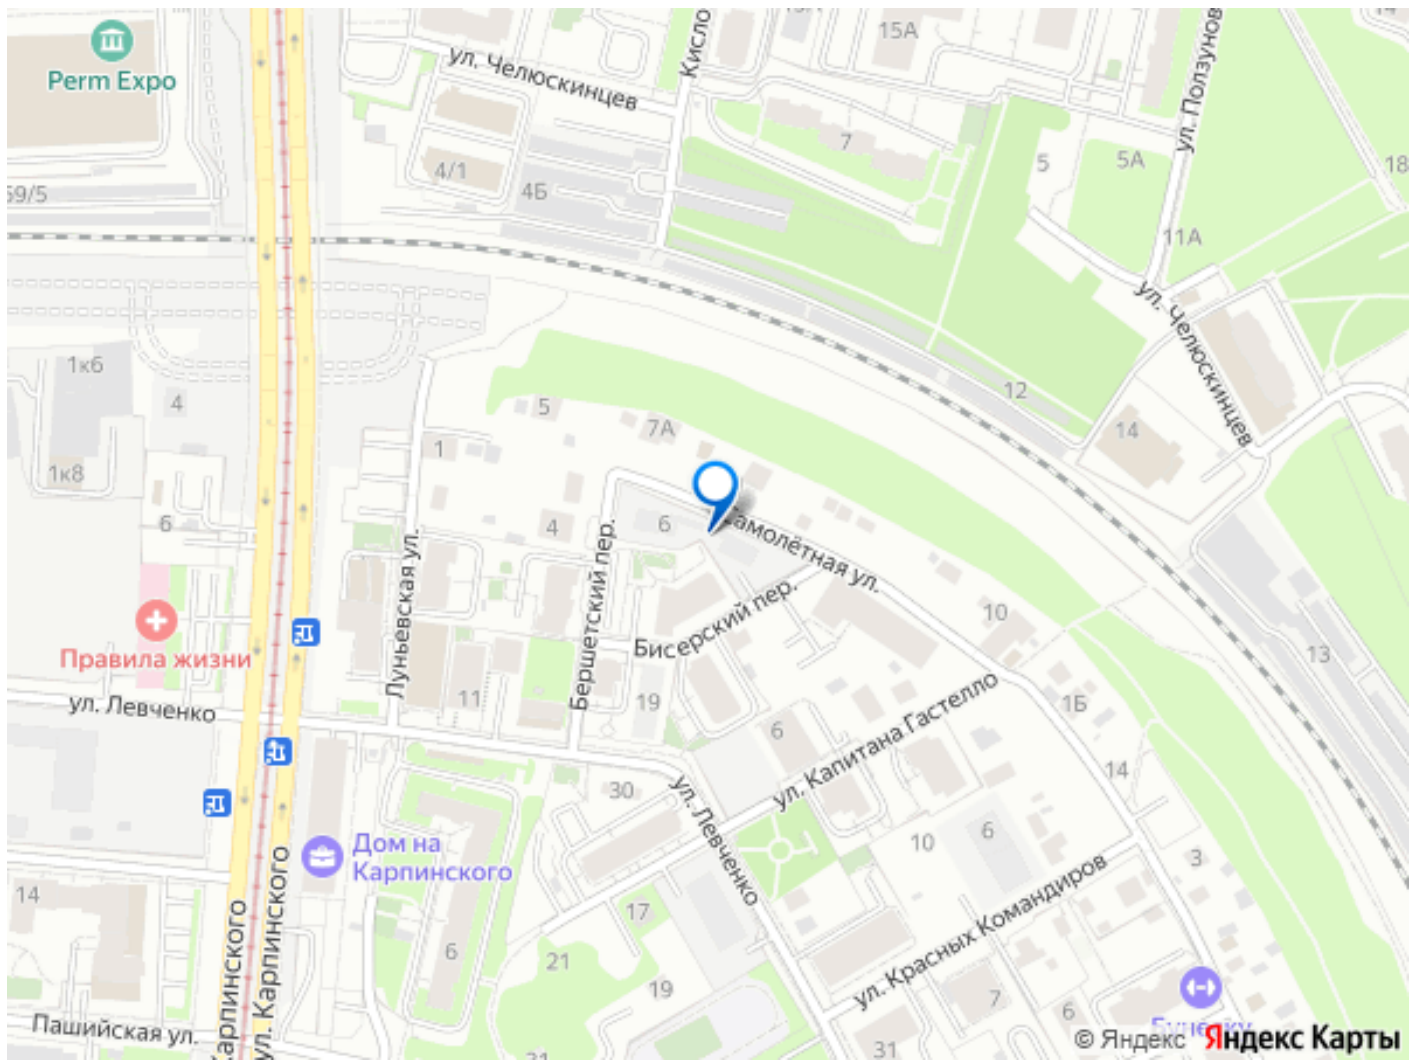 14
15А
Perm Expo
ул. Челюскинцев
Кисло
ул. Ползунов
59/5
4/1
4Б
7
5
5А
18
11А
ул. Челюскинцев
1к6
4
1к8
6
1
5
7А
12
14
4
6
Самолётная ул.
Луньевская ул.
Бершетский пер.
Бисерский пер.
10
13
Правила жизни
ул. Левченко
11
19
6
1Б
ул. Капитана Гастелло
14
30
ул. Левченко
Дом на
Карпинского
10
6
3
14
17
6
21
19
ул. Красных Командиров
7
6
31
Карпинского
ул. Карпинского
Пашийская ул.
© Яндекс Яндекс Карты